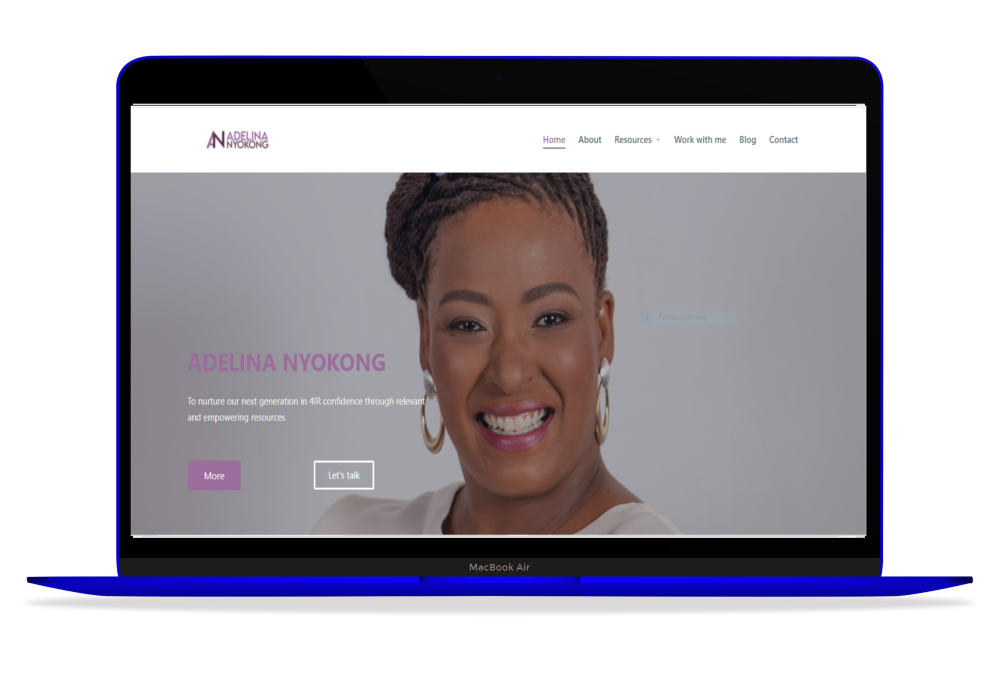 AN ADELINA
NYOKONG
Home About Resources Work with me Blog Contact
ADELINA NYOKONG
To nurture our next generation in 4IR confidence through relevant
and empowering resources
More Let's talk
MacBook Air